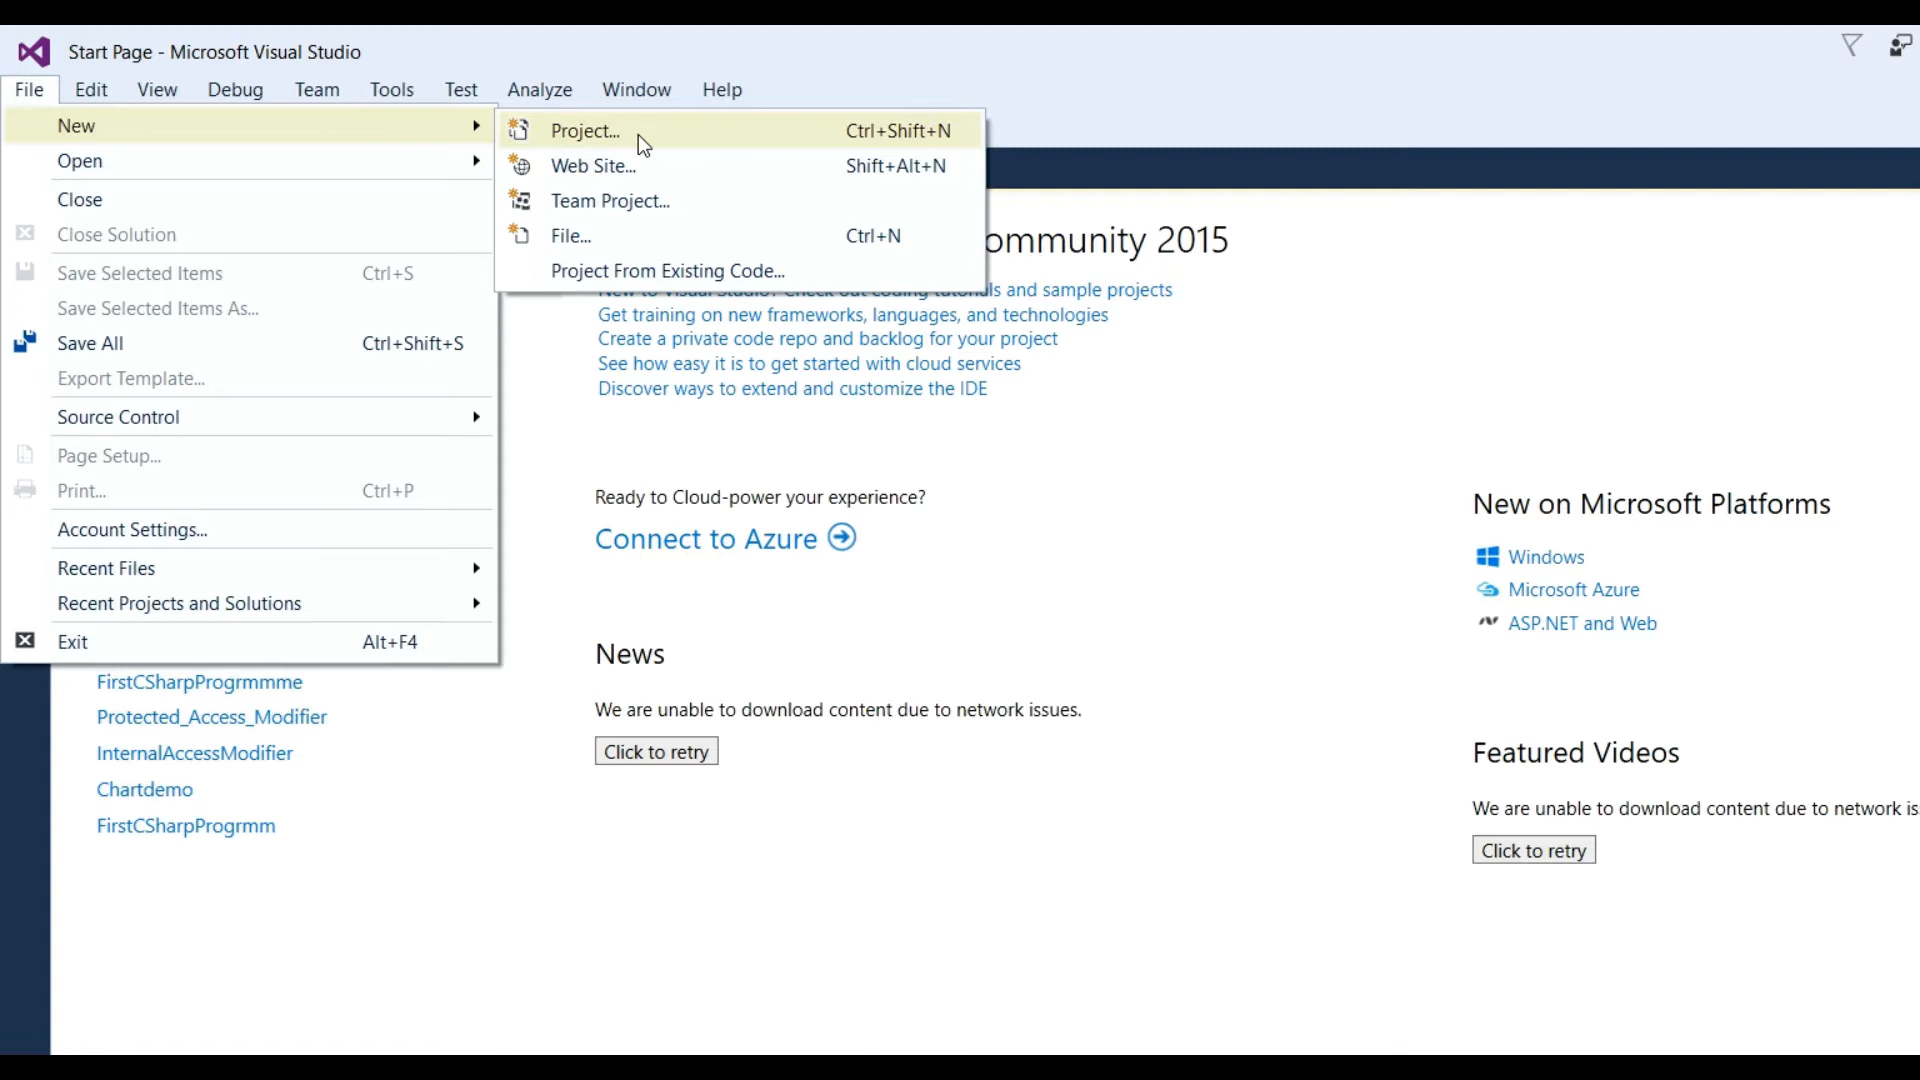 Start Page - Microsoft Visual Studio
File Edit View Debug Team Tools Test Analyze Window Help
New
Open
Close
Close Solution
Save Selected Items Ctrl+S
Save Selected Items As...
Save All Ctrl+Shift+S
Export Template...
Source Control
Page Setup...
Print... Ctrl+P
Account Settings...
Recent Files
Recent Projects and Solutions
Exit Alt+F4
Project... Ctrl+Shift+N
Web Site... Shift+Alt+N
Team Project...
File... Ctrl+N
Project From Existing Code...
ommunity 2015
New to Visual Studio? Check out coding tutorials and sample projects
Get training on new frameworks, languages, and technologies
Create a private code repo and backlog for your project
See how easy it is to get started with cloud services
Discover ways to extend and customize the IDE
FirstCSharpProgrmmme
Protected_Access_Modifier
InternalAccessModifier
Chartdemo
FirstCSharpProgrmm
Ready to Cloud-power your experience?
Connect to Azure
News
We are unable to download content due to network issues.
Click to retry
New on Microsoft Platforms
Windows
Microsoft Azure
ASP.NET and Web
Featured Videos
We are unable to download content due to network is
Click to retry